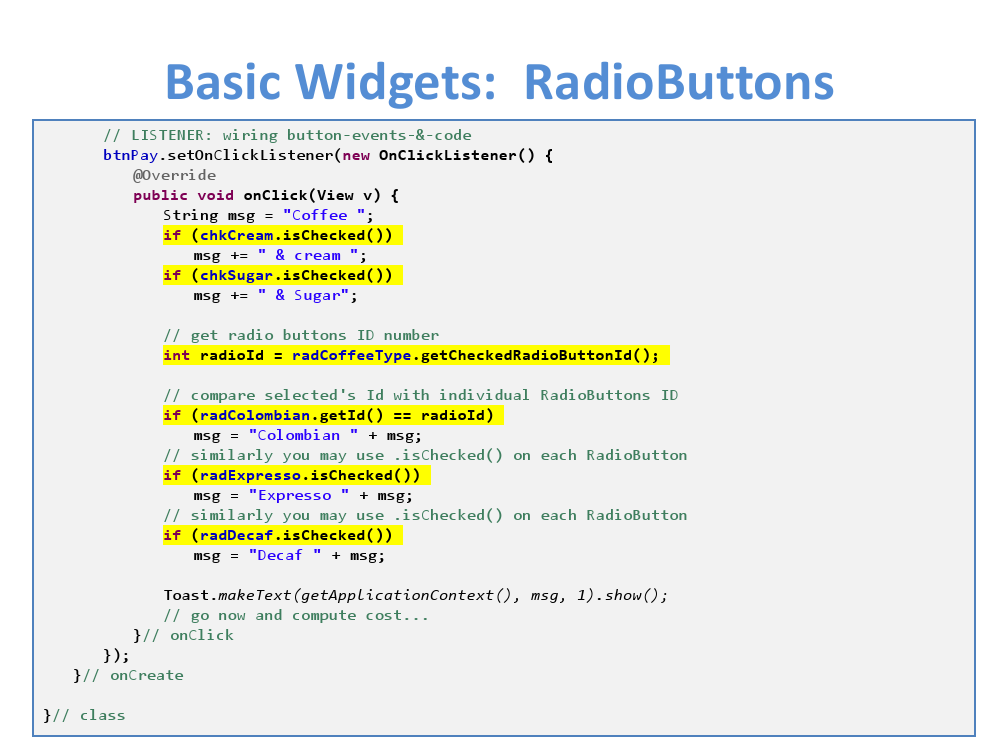 Basic Widgets:  RadioButtons
// LISTENER: wiring button-events-&-code
btnPay.setOnClickListener(new OnClickListener() {
@Override
public void onClick(View v) {
String msg = "Coffee ";
if (chkCream.isChecked())
msg += " & cream ";
if (chkSugar.isChecked())
msg += " & Sugar";
// get radio buttons ID number
int radioId = radCoffeeType.getCheckedRadioButtonId();
// compare selected's Id with individual RadioButtons ID
if (radColombian.getId() == radioId)
msg = "Colombian " + msg;
// similarly you may use .isChecked() on each RadioButton
if (radExpresso.isChecked())
msg = "Expresso " + msg;
// similarly you may use .isChecked() on each RadioButton
if (radDecaf.isChecked())
msg = "Decaf " + msg;
Toast.makeText(getApplicationContext(), msg, 1).show();
// go now and compute cost...
}// onClick
});
}// onCreate
}// class